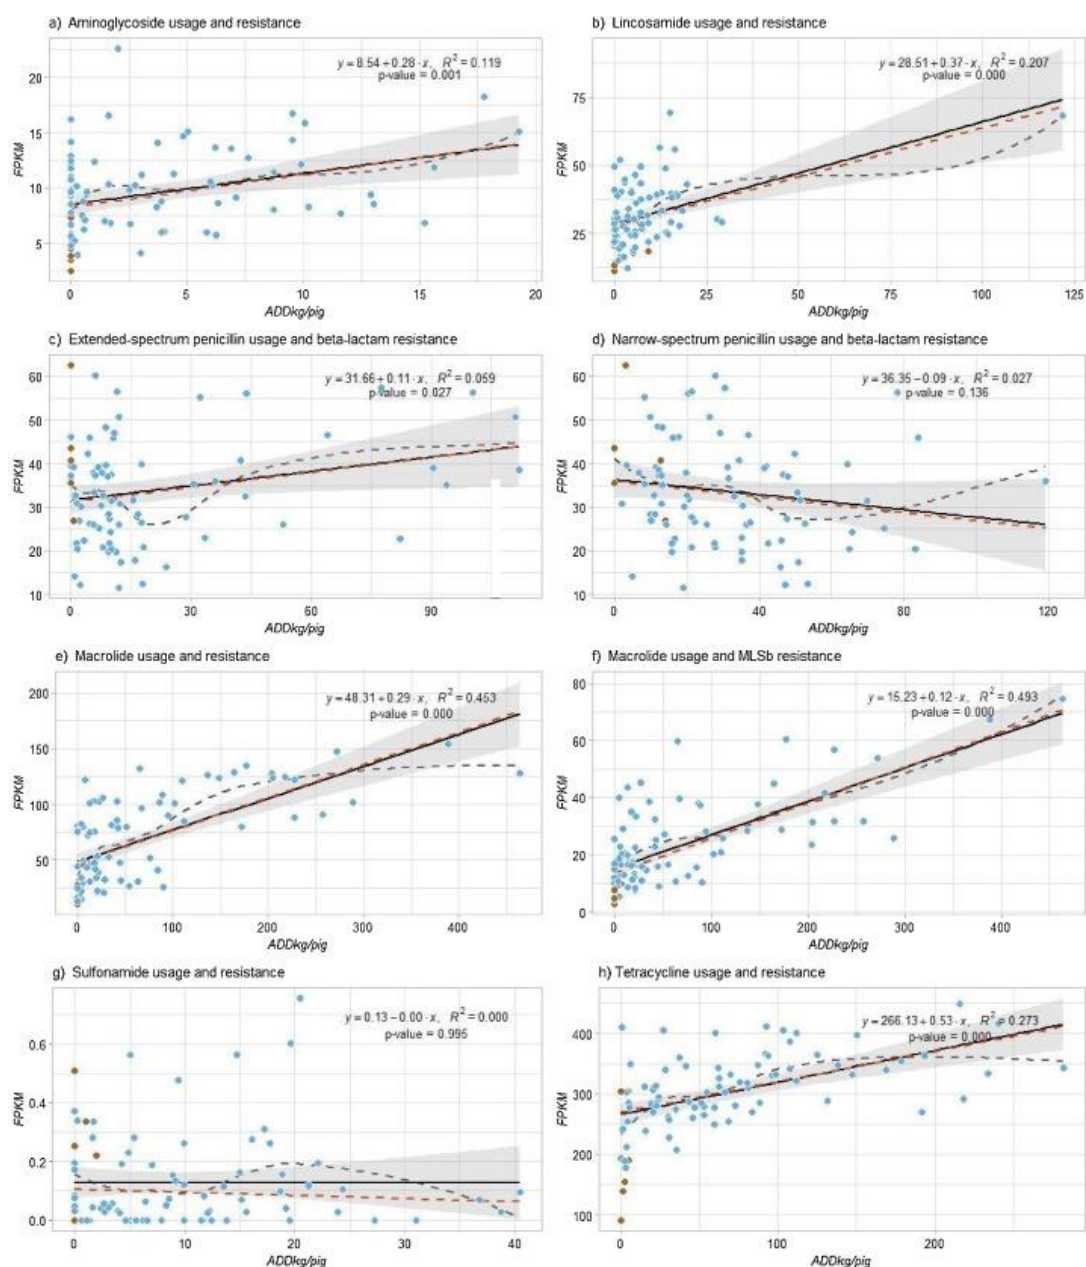 a) Aminoglycoside usage and resistance
y = 8.54 + 0.28 · x, R² = 0.119
p-value = 0.001
20
15
10
5
FPKM
0 5 10 15 20
ADDkg/pig
b) Lincosamide usage and resistance
y = 28.51 + 0.37 · x, R² = 0.207
p-value = 0.000
75
50
25
FPKM
0 25 50 75 100 125
ADDkg/pig
c) Extended-spectrum penicillin usage and beta-lactam resistance
y = 31.66 + 0.11 · x, R² = 0.059
p-value = 0.027
60
50
40
30
20
10
FPKM
0 30 60 90
ADDkg/pig
d) Narrow-spectrum penicillin usage and beta-lactam resistance
y = 36.35 − 0.09 · x, R² = 0.027
p-value = 0.136
60
50
40
30
20
10
FPKM
0 40 80 120
ADDkg/pig
e) Macrolide usage and resistance
y = 48.31 + 0.29 · x, R² = 0.453
p-value = 0.000
200
150
100
50
FPKM
0 100 200 300 400
ADDkg/pig
f) Macrolide usage and MLSb resistance
y = 15.23 + 0.12 · x, R² = 0.493
p-value = 0.000
80
60
40
20
0
FPKM
0 100 200 300 400
ADDkg/pig
g) Sulfonamide usage and resistance
y = 0.13 − 0.00 · x, R² = 0.000
p-value = 0.995
0.6
0.4
0.2
0.0
FPKM
0 10 20 30 40
ADDkg/pig
h) Tetracycline usage and resistance
y = 266.13 + 0.53 · x, R² = 0.273
p-value = 0.000
400
300
200
100
FPKM
0 100 200
ADDkg/pig